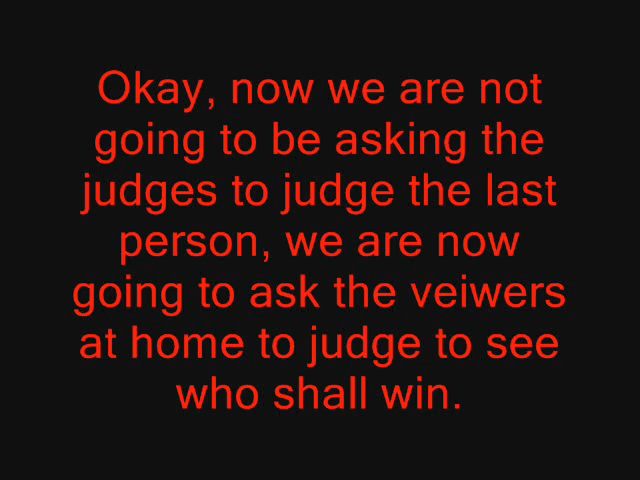 Okay, now we are not
going to be asking the
judges to judge the last
person, we are now
going to ask the veiwers
at home to judge to see
who shall win.